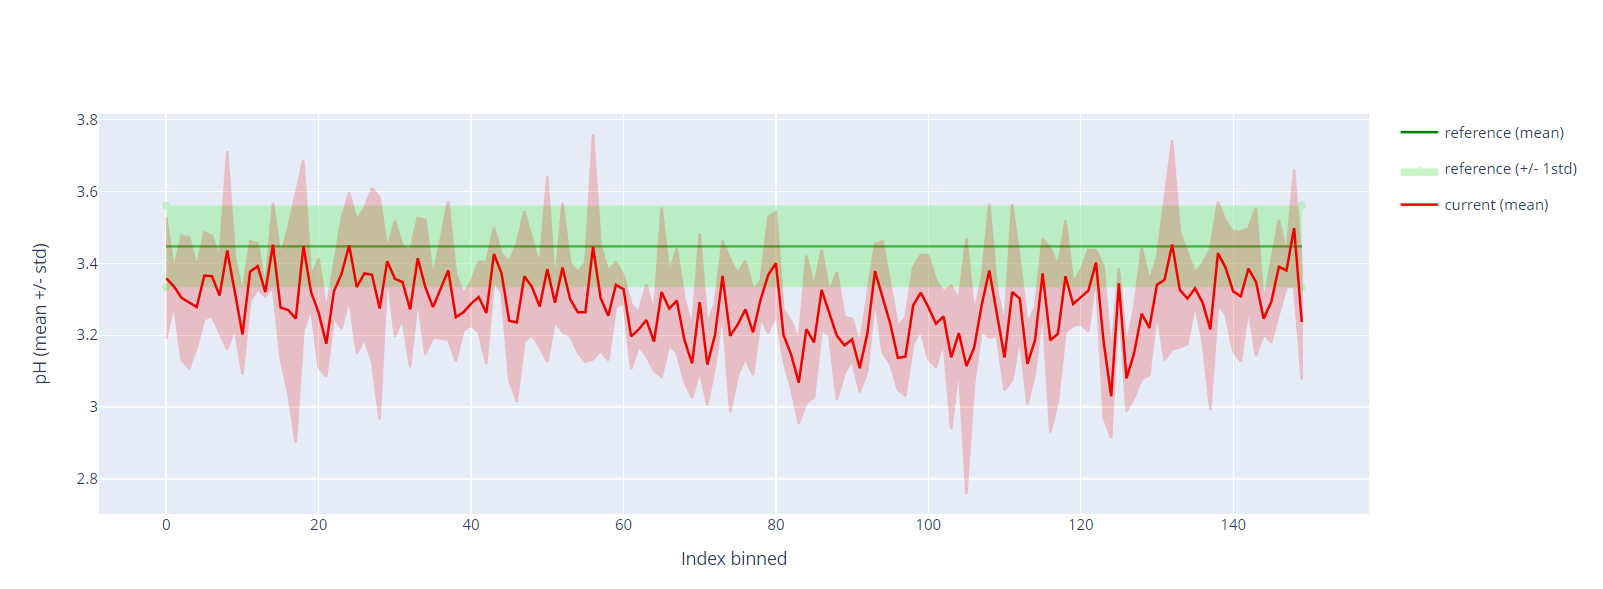 3.8
3.6
3.4
3.2
3
2.8
pH (mean +/- std)
0 20 40 60 80 100 120 140
Index binned
reference (mean)
reference (+/- 1std)
current (mean)